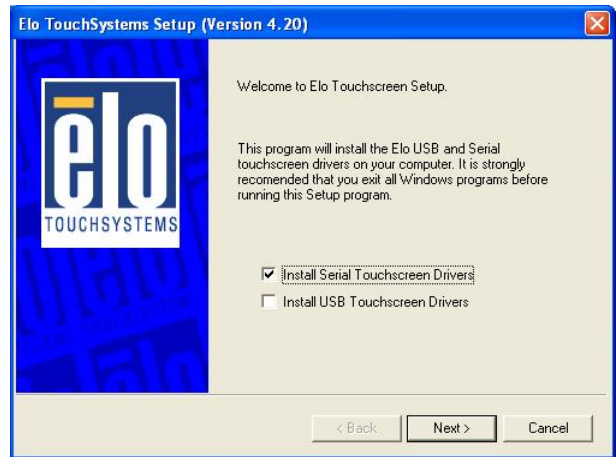 Elo TouchSystems Setup (Version 4.20)
elo
TOUCHSYSTEMS
Welcome to Elo Touchscreen Setup.
This program will install the Elo USB and Serial
touchscreen drivers on your computer. It is strongly
recomended that you exit all Windows programs before
running this Setup program.
Install Serial Touchscreen Drivers
Install USB Touchscreen Drivers
< Back
Next >
Cancel